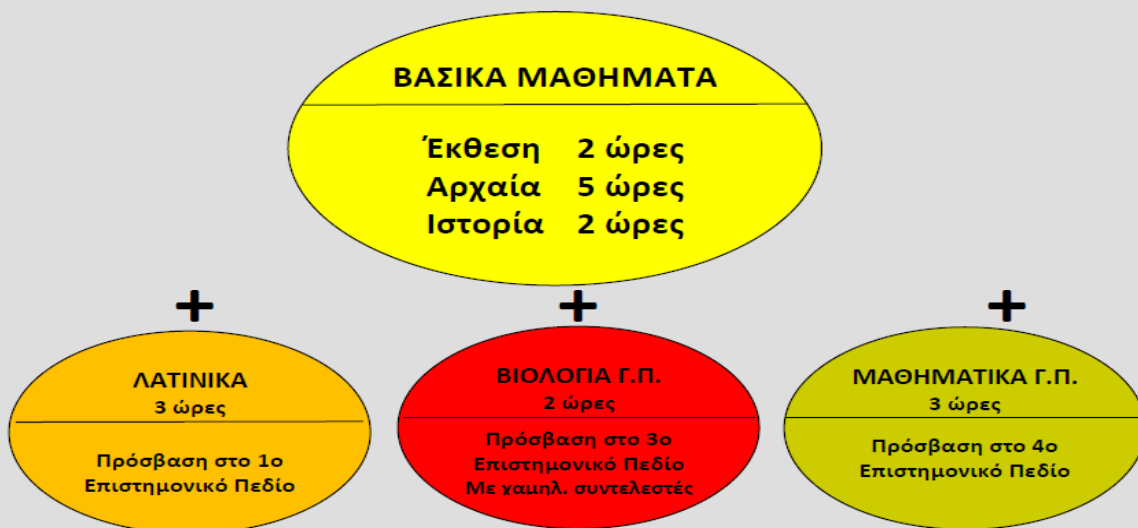 ΒΑΣΙΚΑ ΜΑΘΗΜΑΤΑ
Έκθεση 2 ώρες
Αρχαία 5 ώρες
Ιστορία 2 ώρες
+ + +
ΛΑΤΙΝΙΚΑ
3 ώρες
Πρόσβαση στο 1ο
Επιστημονικό Πεδίο
ΒΙΟΛΟΓΙΑ Γ.Π.
2 ώρες
Πρόσβαση στο 3ο
Επιστημονικό Πεδίο
Με χαμηλ. συντελεστές
ΜΑΘΗΜΑΤΙΚΑ Γ.Π.
3 ώρες
Πρόσβαση στο 4ο
Επιστημονικό Πεδίο